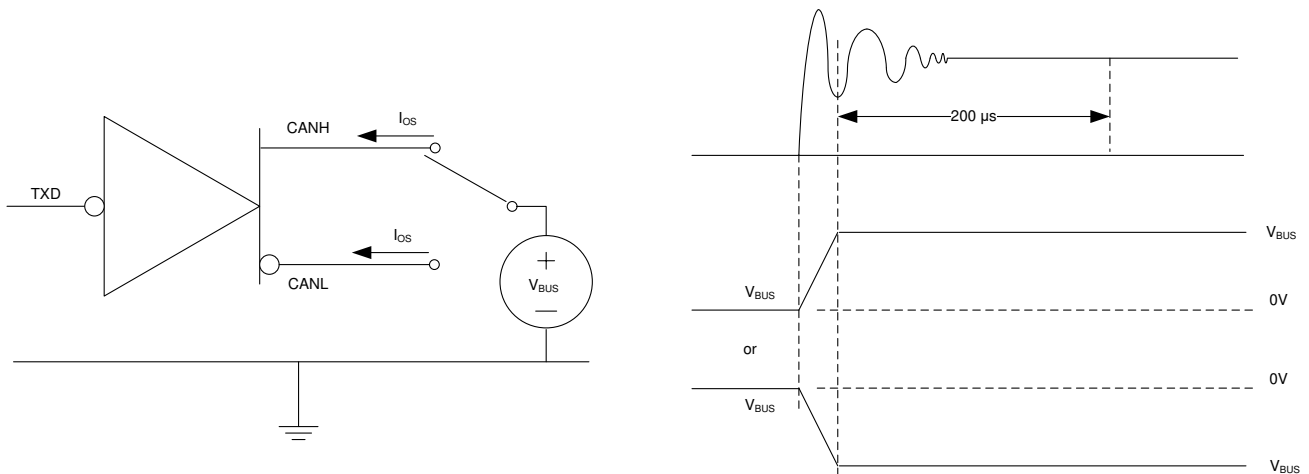 CANH
I_OS
TXD
I_OS
CANL
+
V_BUS
—
200 µs
V_BUS
V_BUS
0V
or
0V
V_BUS
V_BUS